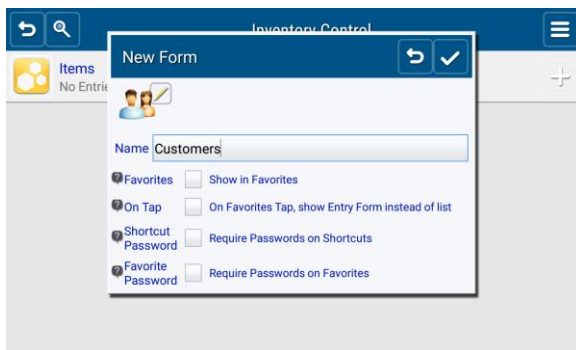 Inventory Control
New Form
Items
No Entrie
Name Customers
Favorites Show in Favorites
On Tap On Favorites Tap, show Entry Form instead of list
Shortcut
Password Require Passwords on Shortcuts
Favorite
Password Require Passwords on Favorites